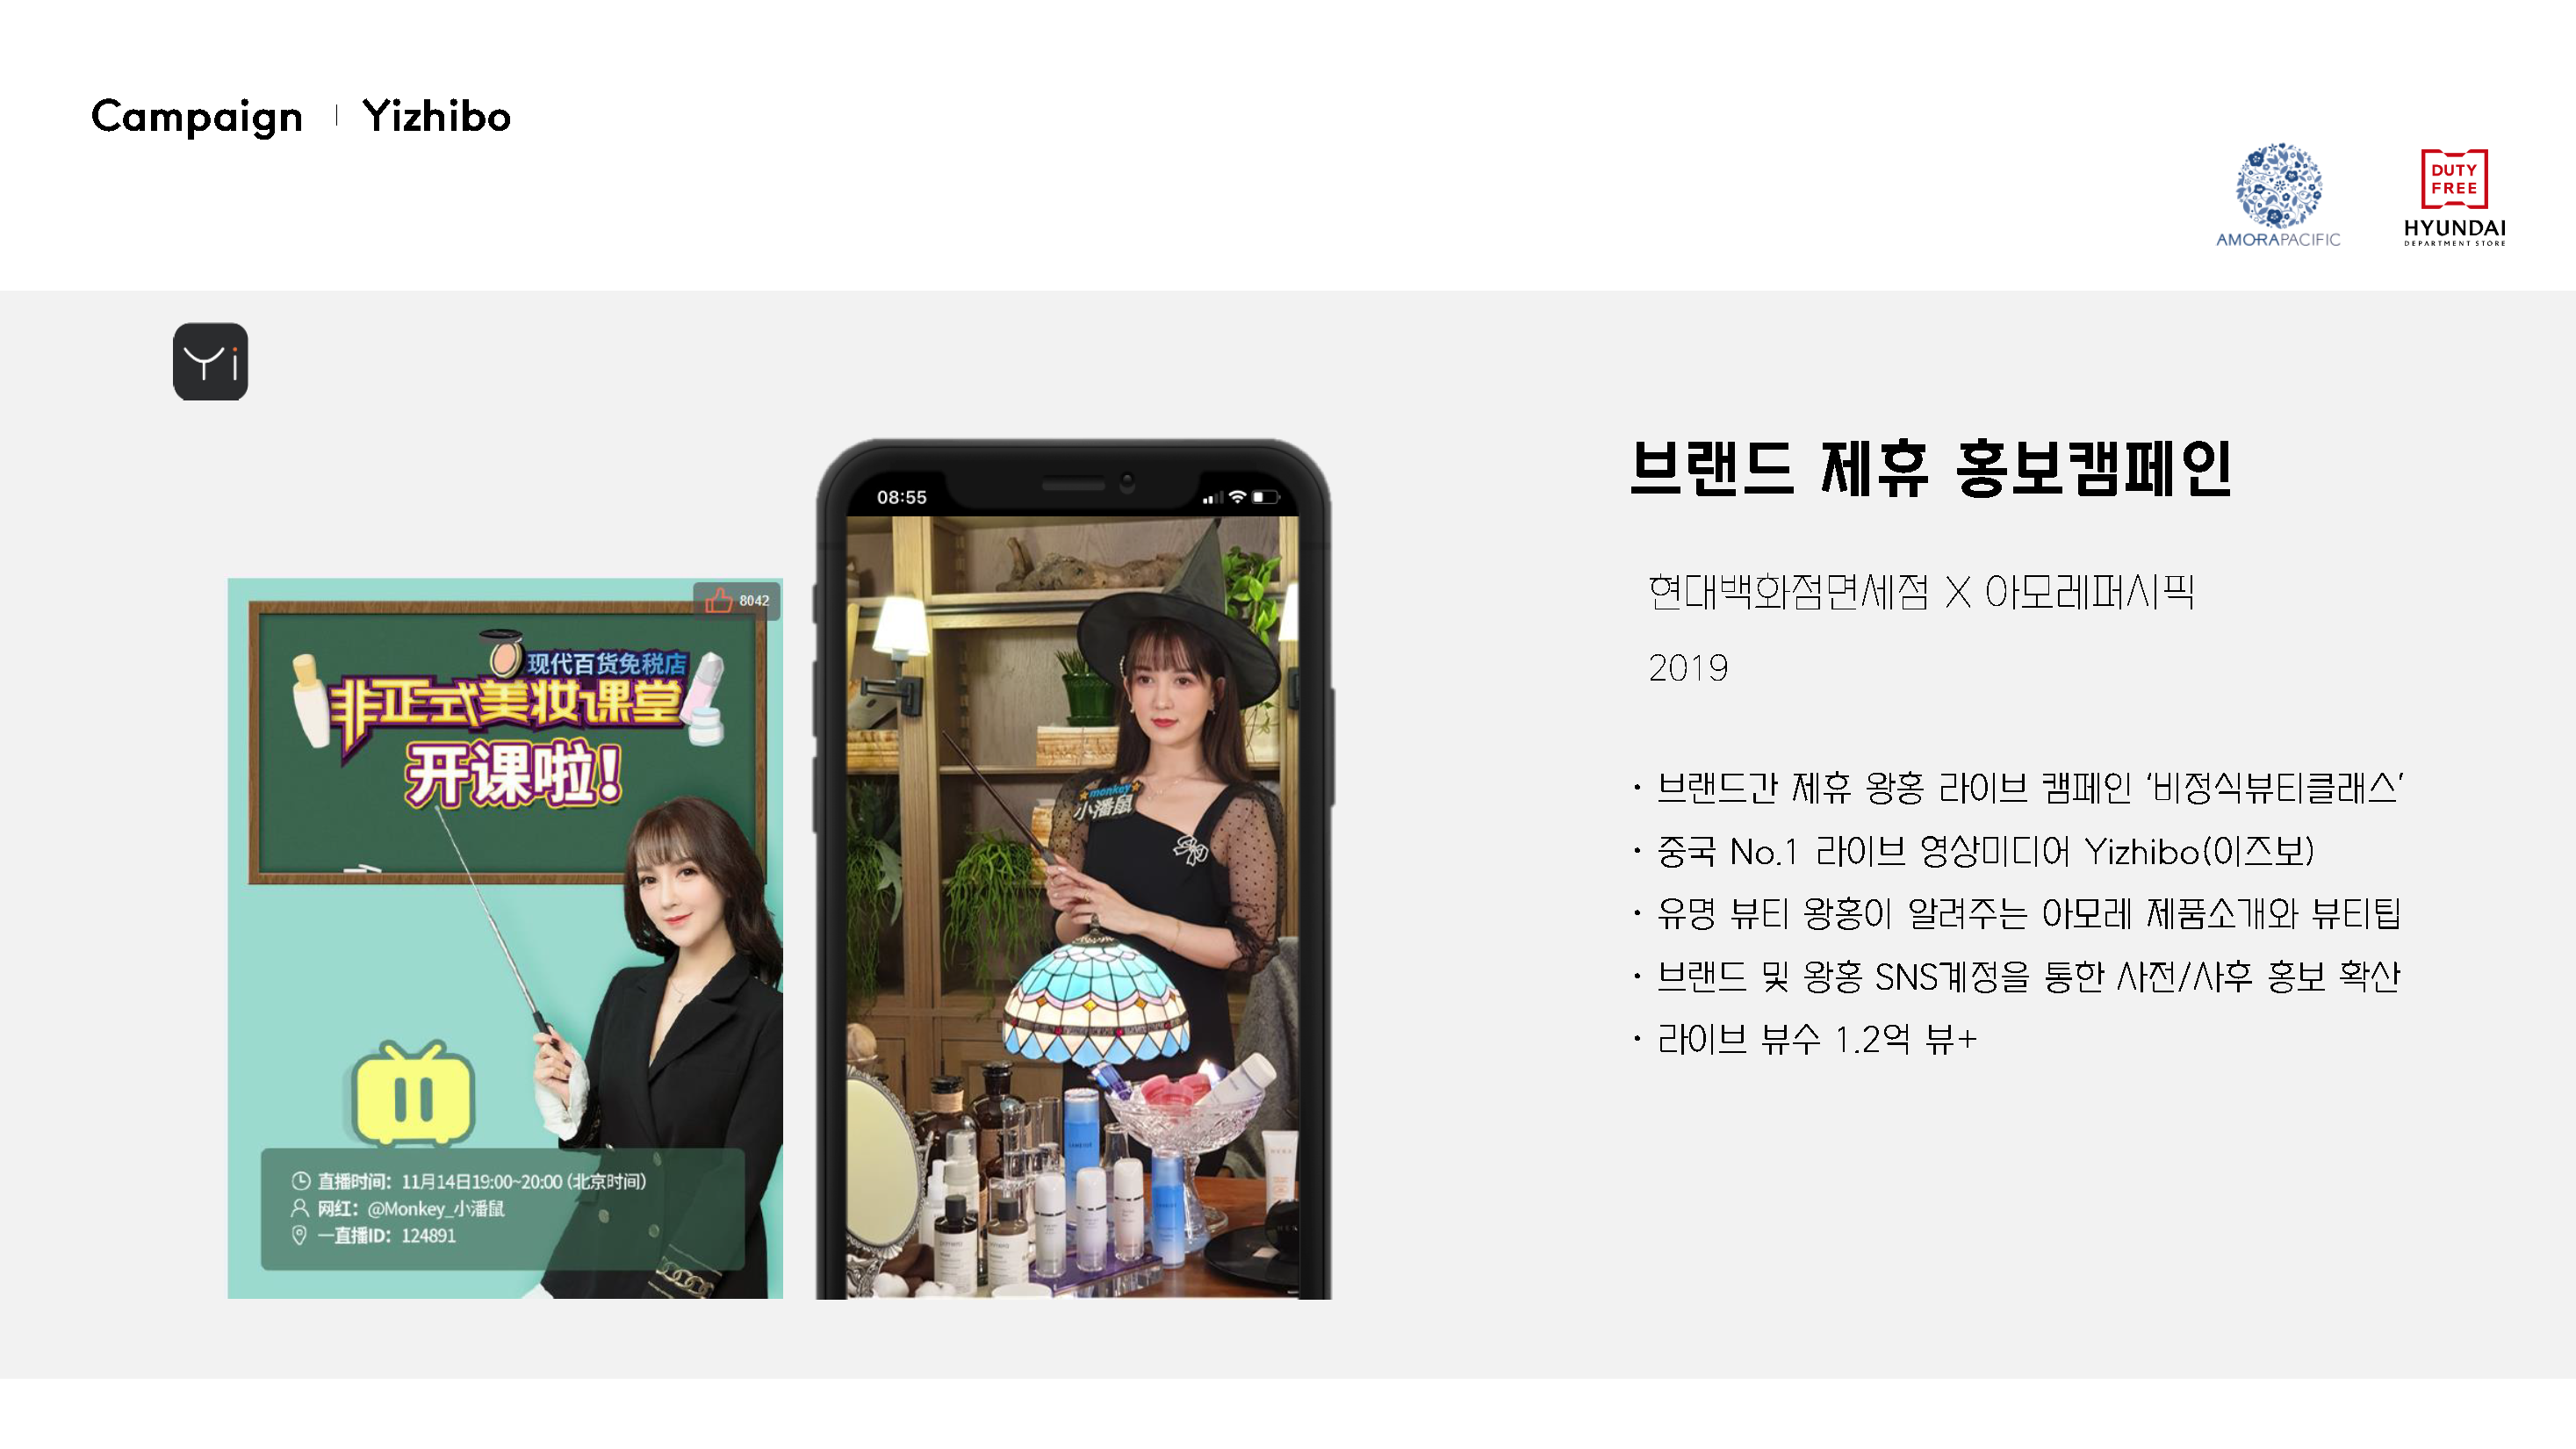 Campaign | Yizhibo
AMORAPACIFIC
DUTY
FREE
HYUNDAI
DEPARTMENT STORE
Yi
브랜드 제휴 홍보캠페인
현대백화점면세점 X 아모레퍼시픽
2019
· 브랜드간 제휴 왕홍 라이브 캠페인 ‘비정식뷰티클래스’
· 중국 No.1 라이브 영상미디어 Yizhibo(이즈보)
· 유명 뷰티 왕홍이 알려주는 아모레 제품소개와 뷰티팁
· 브랜드 및 왕홍 SNS계정을 통한 사전/사후 홍보 확산
· 라이브 뷰수 1.2억 뷰+
8042
现代百货免税店
非正式美妆课堂
开课啦!
直播时间：11月14日19:00~20:00 (北京时间)
网红：@Monkey_小潘鼠
一直播ID：124891
08:55
monkey
小潘鼠
LANEIGE
HERA